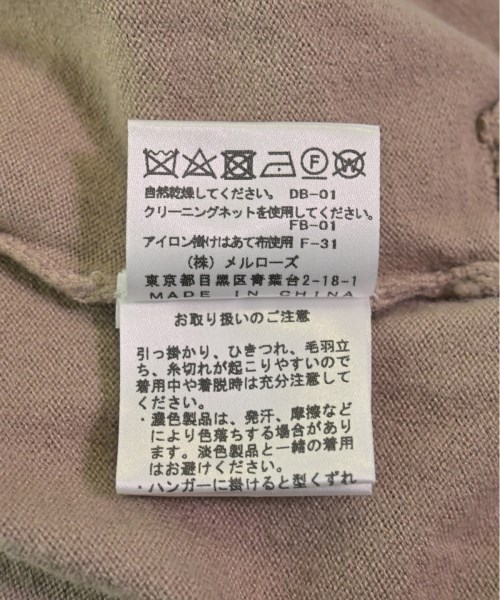 F W
自然乾燥してください。 DB-01
クリーニングネットを使用してください。
FB-01
アイロン掛けはあて布使用 F-31
(株) メルローズ
東京都目黒区青葉台2-18-1
MADE IN CHINA
お取り扱いのご注意
引っ掛かり、ひきつれ、毛羽立
ち、糸切れが起こりやすいので
着用中や着脱時は充分注意して
ください。
・濃色製品は、発汗、摩擦など
により色落ちする場合があり
ます。淡色製品と一緒の着用
はお避けください。
・ハンガーに掛けると型くずれ